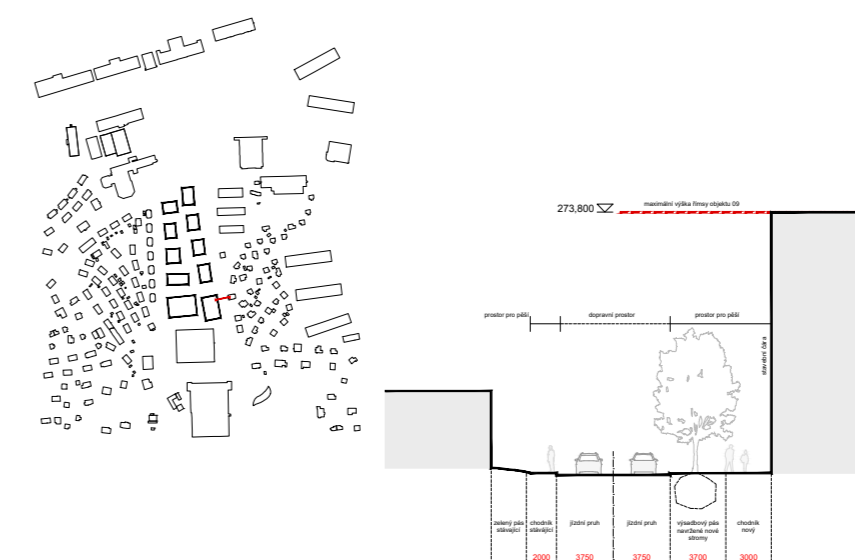 273,800
maximální výška římsy objektu 09
prostor pro pěší
dopravní prostor
prostor pro pěší
stavební čára
zelený pás
stávající
chodník
stávající
jízdní pruh
jízdní pruh
výsadbový pás
navržené nové
stromy
chodník
nový
2000
3750
3750
3700
3000